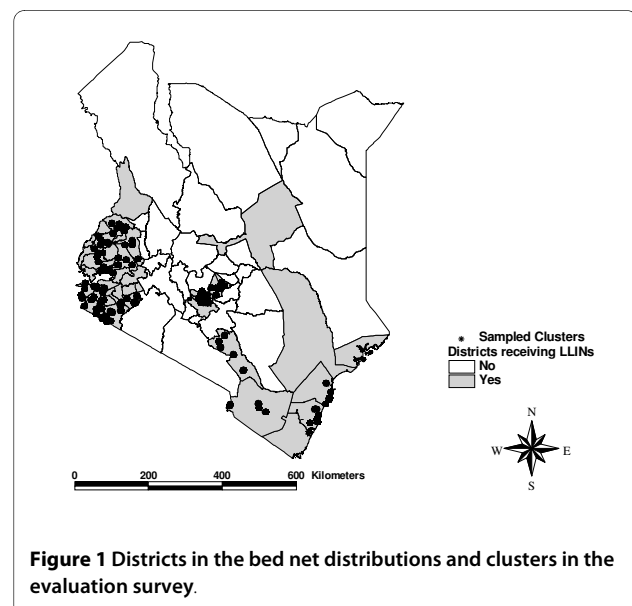 Sampled Clusters
Districts receiving LLINs
No
Yes
N
W E
S
0 200 400 600 Kilometers
Figure 1 Districts in the bed net distributions and clusters in the
evaluation survey.